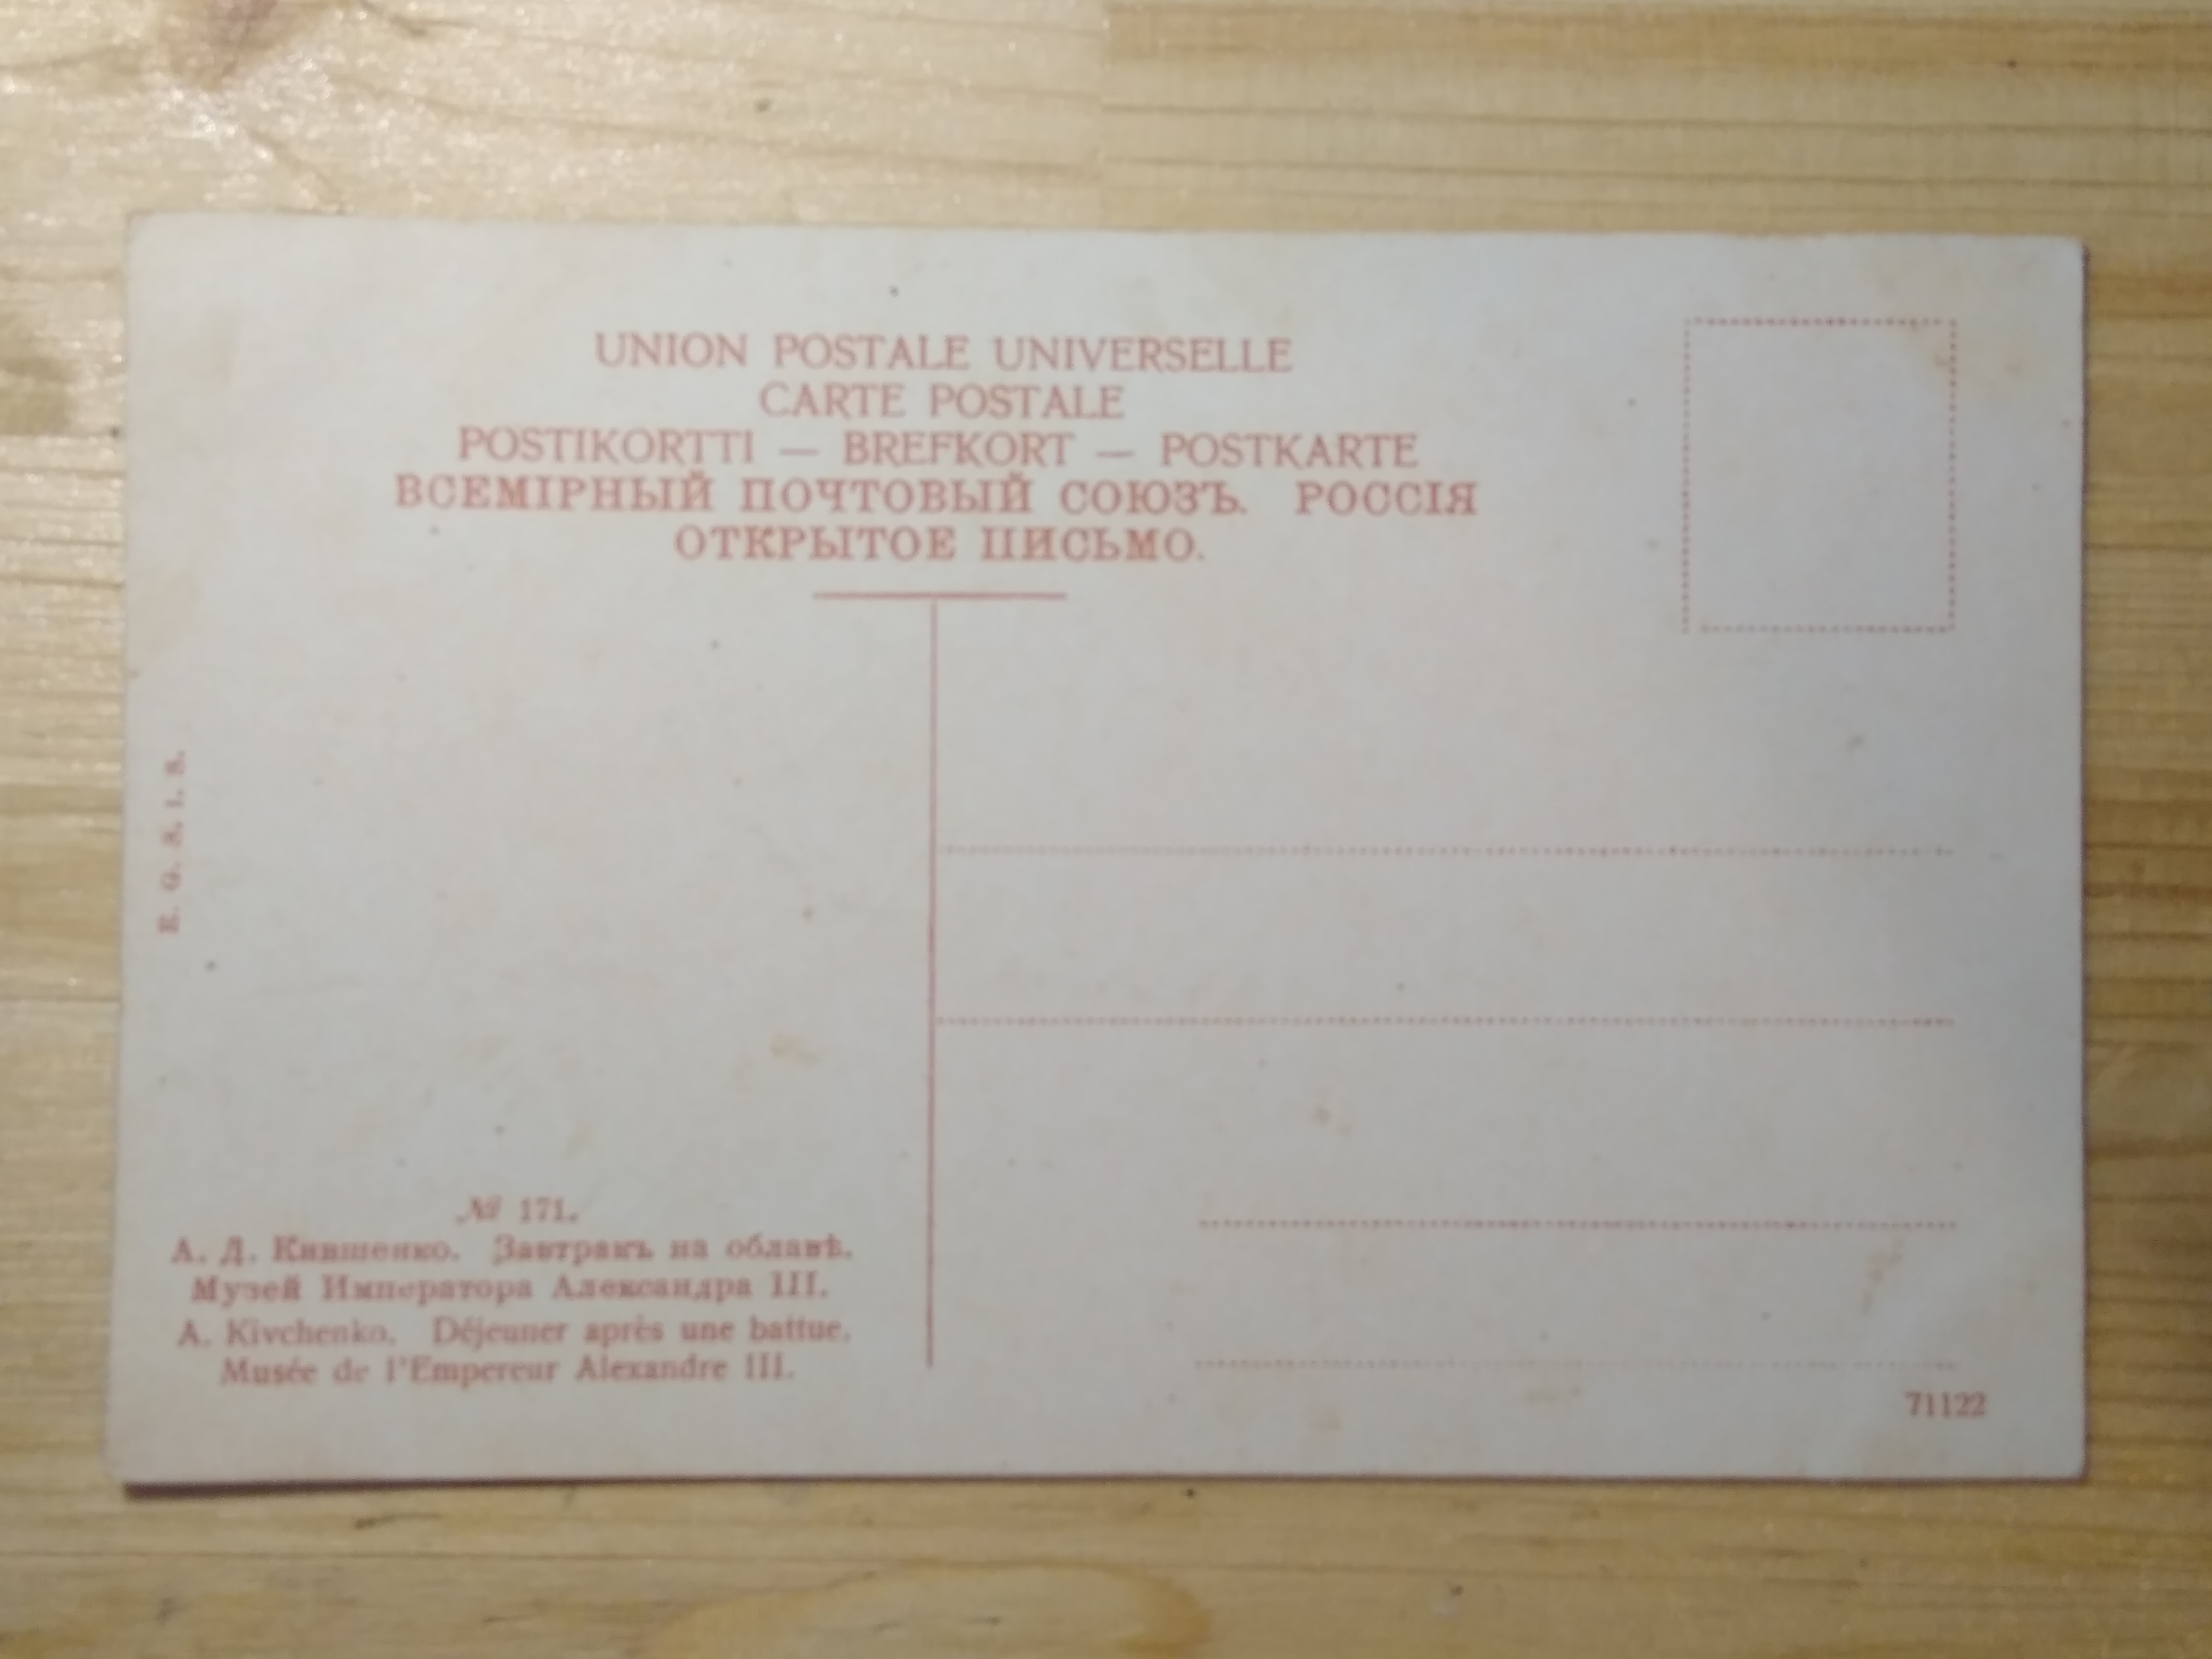 UNION POSTALE UNIVERSELLE
CARTE POSTALE
POSTIKORTTI — BREFKORT — POSTKARTE
ВСЕМІРНЫЙ ПОЧТОВЫЙ СОЮЗЪ. РОССІЯ
ОТКРЫТОЕ ПИСЬМО.
E. G. S. I. S.
№ 171.
А. Д. Кившенко. Завтракъ на облавѣ.
Музей Императора Александра III.
A. Kivchenko. Déjeuner après une battue.
Musée de l'Empereur Alexandre III.
71122